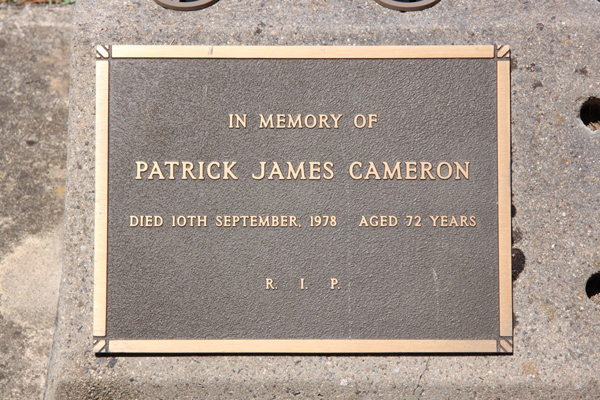 IN MEMORY OF
PATRICK JAMES CAMERON
DIED 10TH SEPTEMBER, 1978 AGED 72 YEARS
R. I. P.